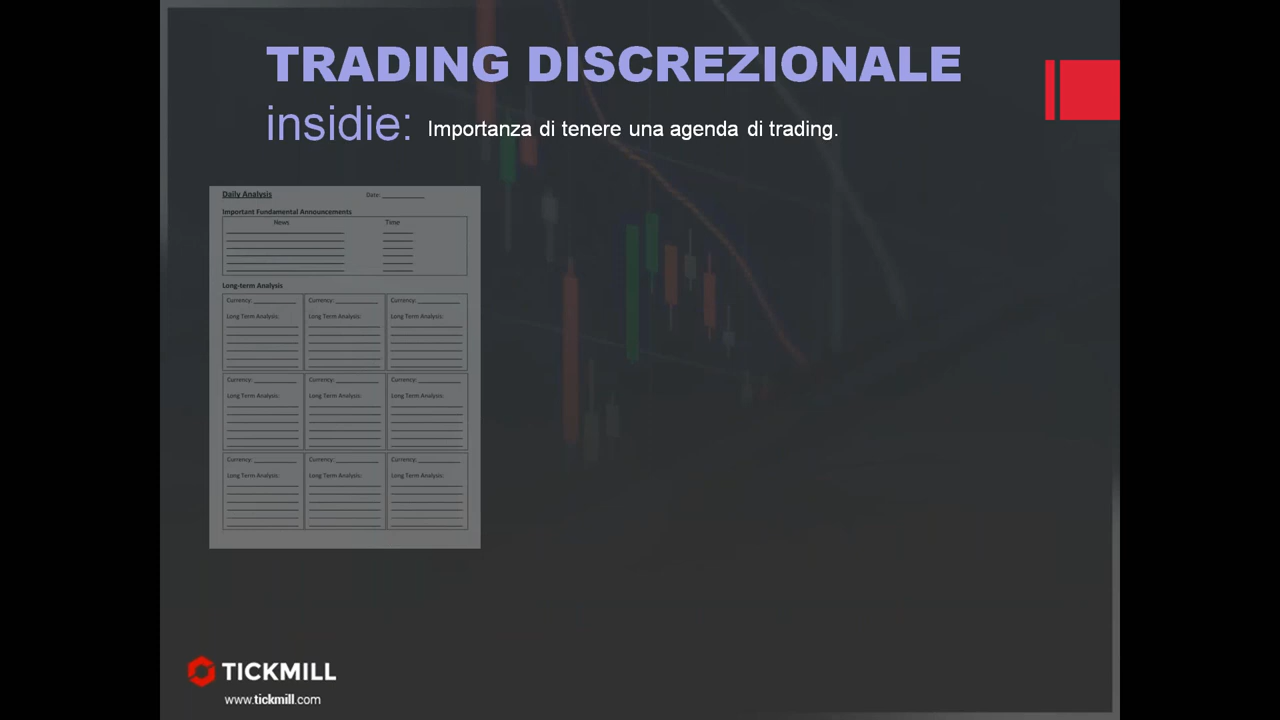 TRADING DISCREZIONALE
insidie: Importanza di tenere una agenda di trading.
Daily Analysis Date:
Important Fundamental Announcements
News Time
Long-term Analysis
Currency: Currency: Currency:
Long Term Analysis: Long Term Analysis: Long Term Analysis:
Currency: Currency: Currency:
Long Term Analysis: Long Term Analysis: Long Term Analysis:
Currency: Currency: Currency:
Long Term Analysis: Long Term Analysis: Long Term Analysis:
TICKMILL
www.tickmill.com